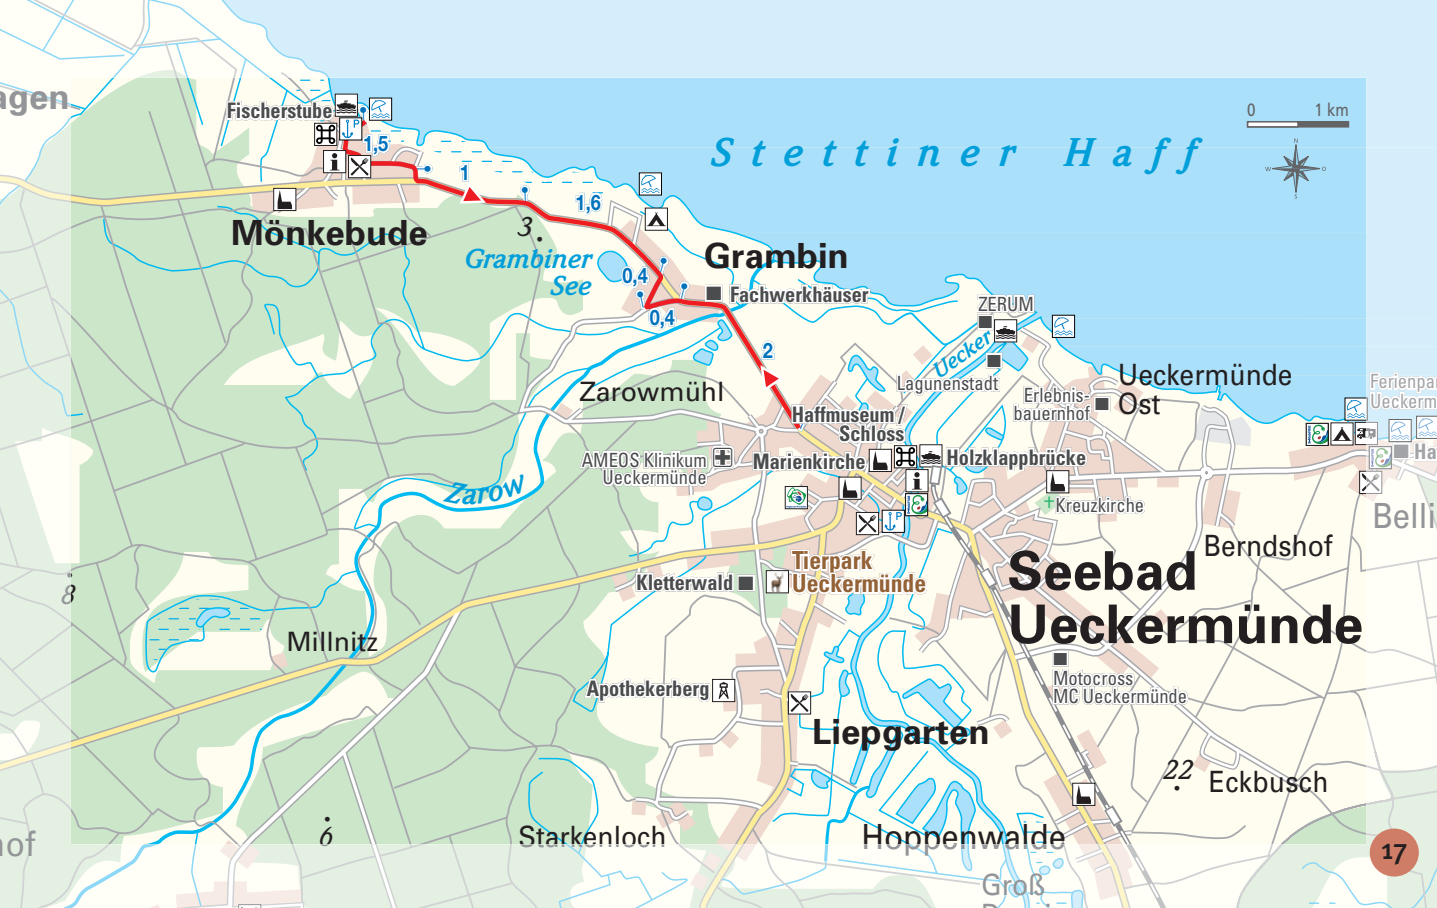 agen
Fischerstube
P
1,5
i
1
0
1 km
Stettiner Haff
N
W
O
S
1,6
Mönkebude
3
Grambiner
See
0,4
Grambin
Fachwerkhäuser
0,4
2
ZERUM
Uecker
Lagunenstadt
Erlebnis-
bauernhof
Ueckermünde
Ost
Ferienpa
Ueckerm
Zarowmühl
Haffmuseum /
Schloss
AMEOS Klinikum
Ueckermünde
Marienkirche
Holzklappbrücke
Ha
i
P
Zarow
Kreuzkirche
Belli
Berndshof
Tierpark
Ueckermünde
Kletterwald
Seebad
Ueckermünde
8
Millnitz
Motocross
MC Ueckermünde
Apothekerberg
Liepgarten
22
Eckbusch
6
Starkenloch
Hoppenwalde
hof
17
Groß